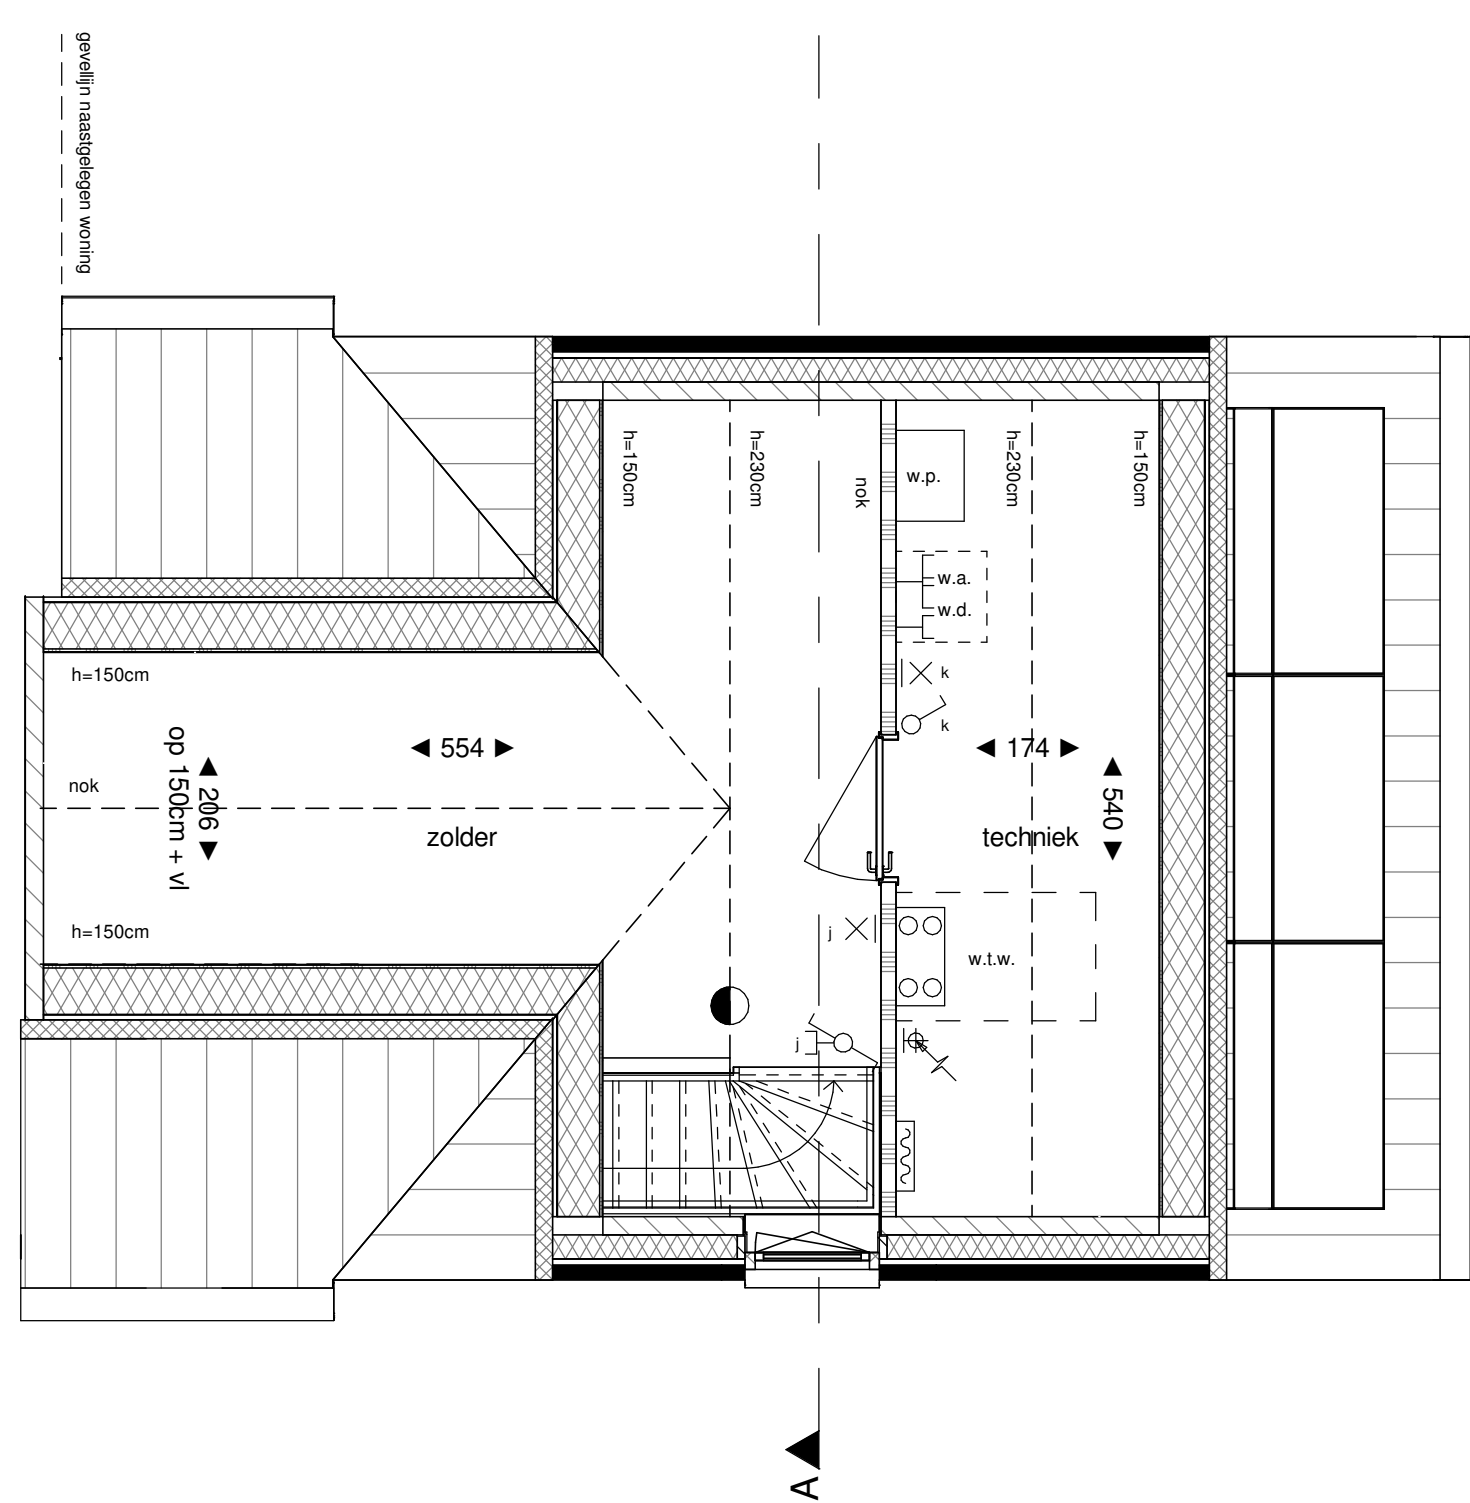 gevellijn naastgelegen woning
h=150cm
h=230cm
nok
w.p.
h=230cm
h=150cm
w.a.
w.d.
k
k
h=150cm
op 150cm + vl
206
554
174
540
nok
zolder
techniek
h=150cm
j
w.t.w.
j
A